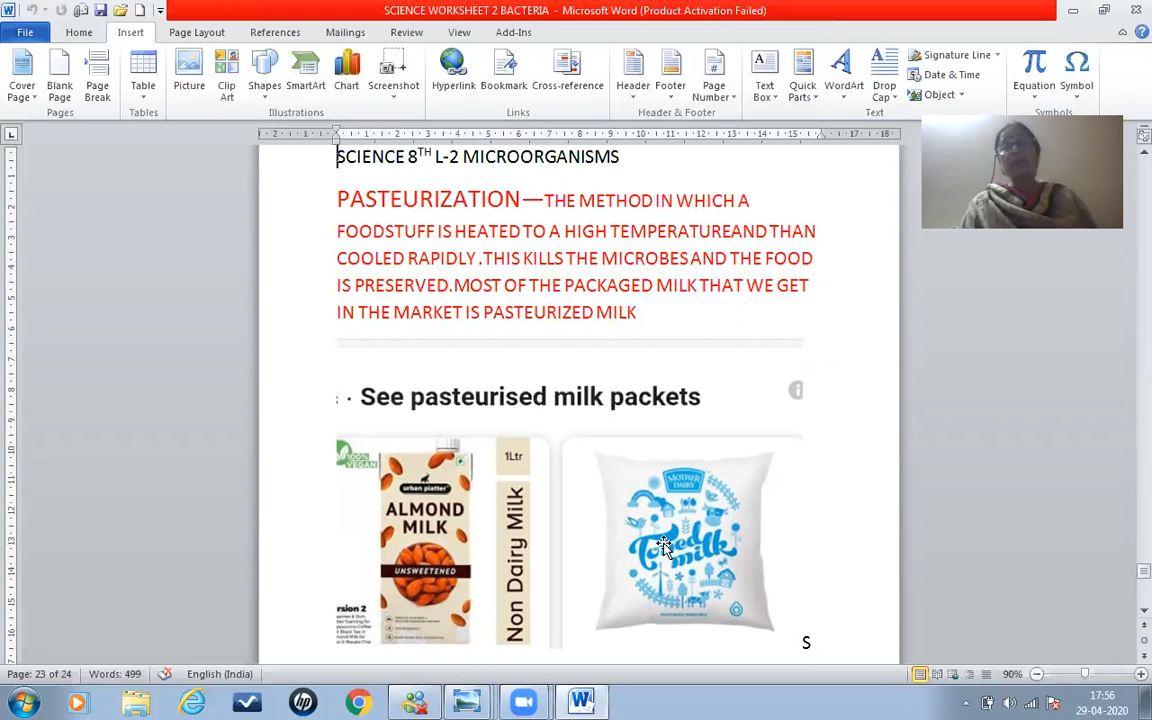 SCIENCE WORKSHEET 2 BACTERIA - Microsoft Word (Product Activation Failed)
File Home Insert Page Layout References Mailings Review View Add-Ins
Cover Page Blank Page Page Break Table Picture Clip Art Shapes SmartArt Chart Screenshot Hyperlink Bookmark Cross-reference Header Footer Page Number Text Box Quick Parts WordArt Drop Cap Signature Line Date & Time Object Equation Symbol
Pages Tables Illustrations Links Header & Footer Text Symbols
SCIENCE 8TH L-2 MICROORGANISMS
PASTEURIZATION—THE METHOD IN WHICH A
FOODSTUFF IS HEATED TO A HIGH TEMPERATUREAND THAN
COOLED RAPIDLY .THIS KILLS THE MICROBES AND THE FOOD
IS PRESERVED.MOST OF THE PACKAGED MILK THAT WE GET
IN THE MARKET IS PASTEURIZED MILK
· See pasteurised milk packets
100% VEGAN
urban platter
ALMOND
MILK
UNSWEETENED
1Ltr
Non Dairy Milk
rsion 2
MOTHER
DAIRY
Toned
milk
S
Page: 23 of 24 Words: 499 English (India) 90%
17:56
29-04-2020